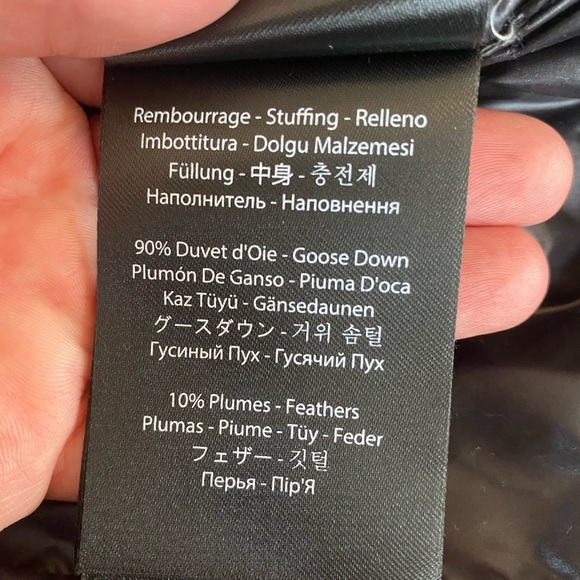 Rembourrage - Stuffing - Relleno
Imbottitura - Dolgu Malzemesi
Füllung - 中身 - 충전제
Наполнитель - Наповнення
90% Duvet d'Oie - Goose Down
Plumón De Ganso - Piuma D'oca
Kaz Tüyü - Gänsedaunen
グースダウン - 거위 솜털
Гусиный Пух - Гусячий Пух
10% Plumes - Feathers
Plumas - Piume - Tüy - Feder
フェザー - 깃털
Перья - Пір'Я